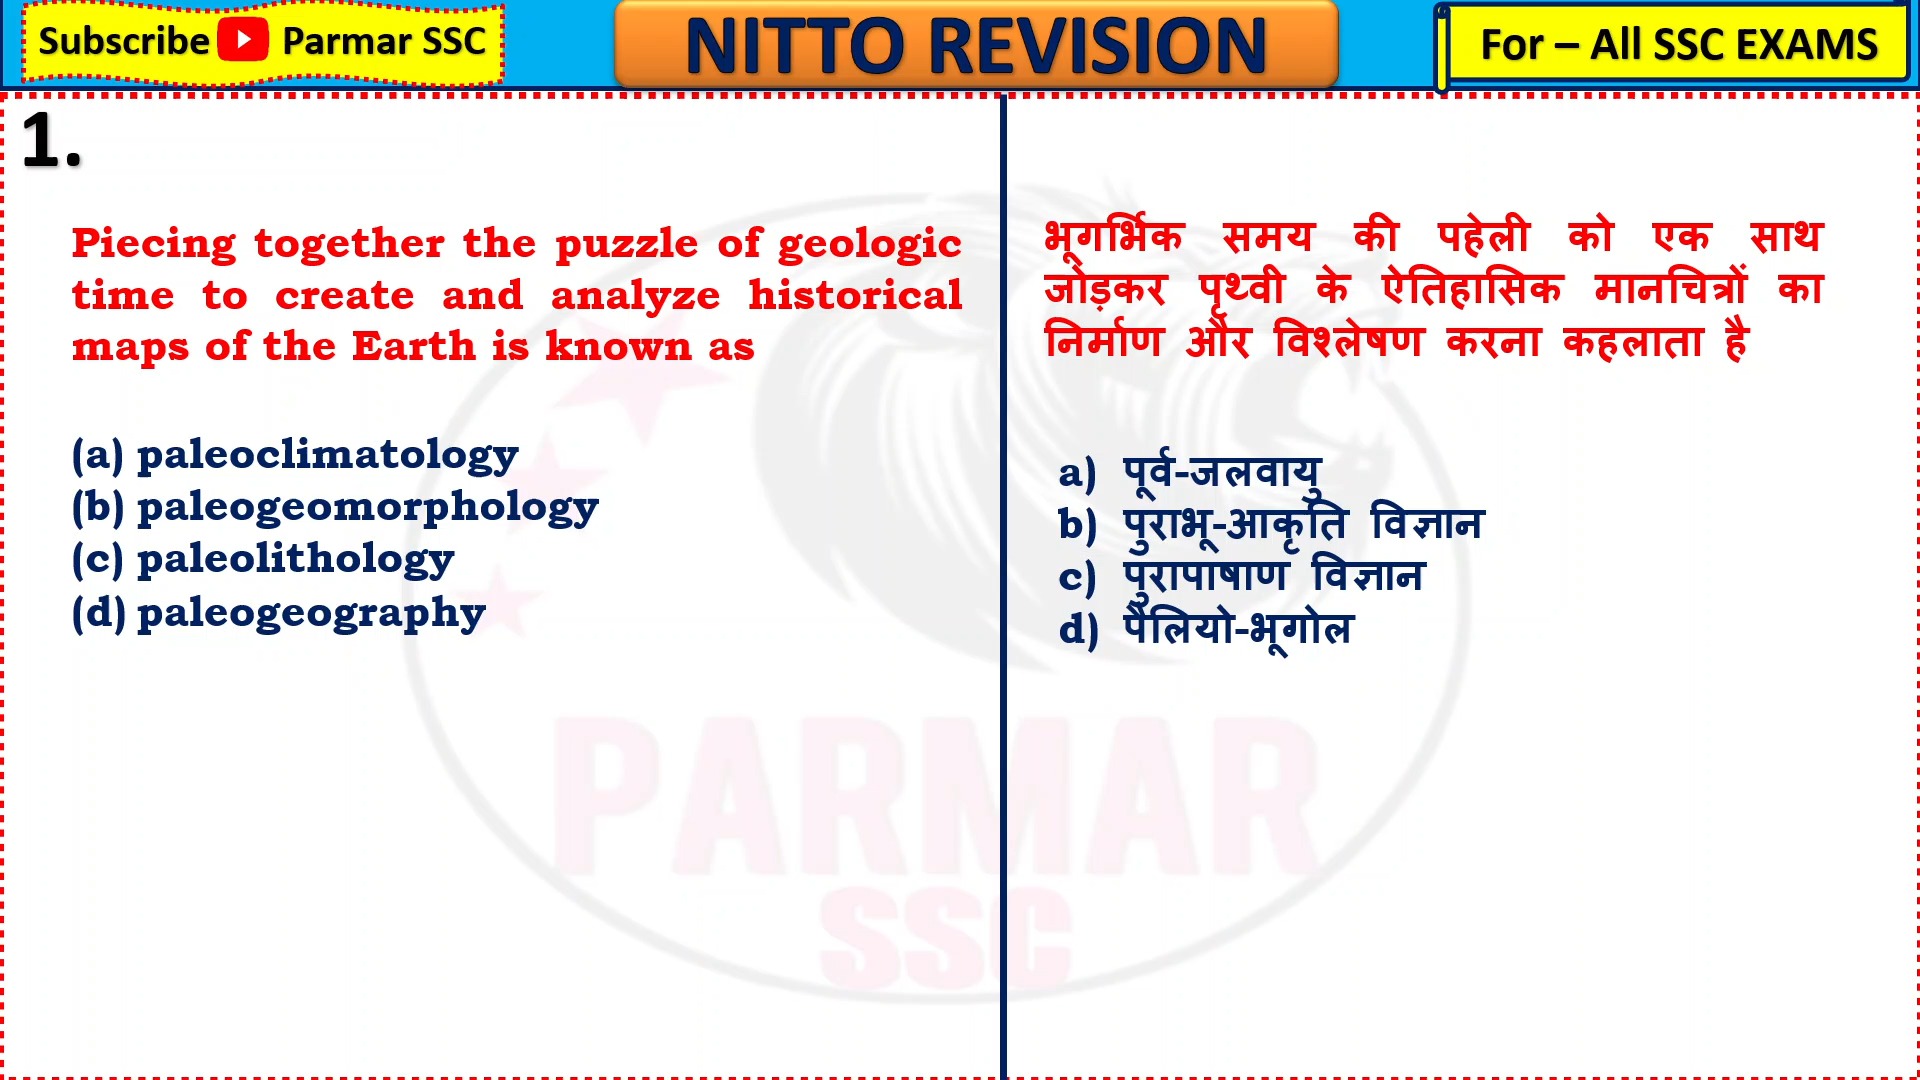 Subscribe Parmar SSC
NITTO REVISION
For – All SSC EXAMS
1.
Piecing together the puzzle of geologic
time to create and analyze historical
maps of the Earth is known as
(a) paleoclimatology
(b) paleogeomorphology
(c) paleolithology
(d) paleogeography
भूगर्भिक समय की पहेली को एक साथ
जोड़कर पृथ्वी के ऐतिहासिक मानचित्रों का
निर्माण और विश्लेषण करना कहलाता है
a) पूर्व-जलवायु
b) पुराभू-आकृति विज्ञान
c) पुरापाषाण विज्ञान
d) पैलियो-भूगोल
PARMAR
SSC